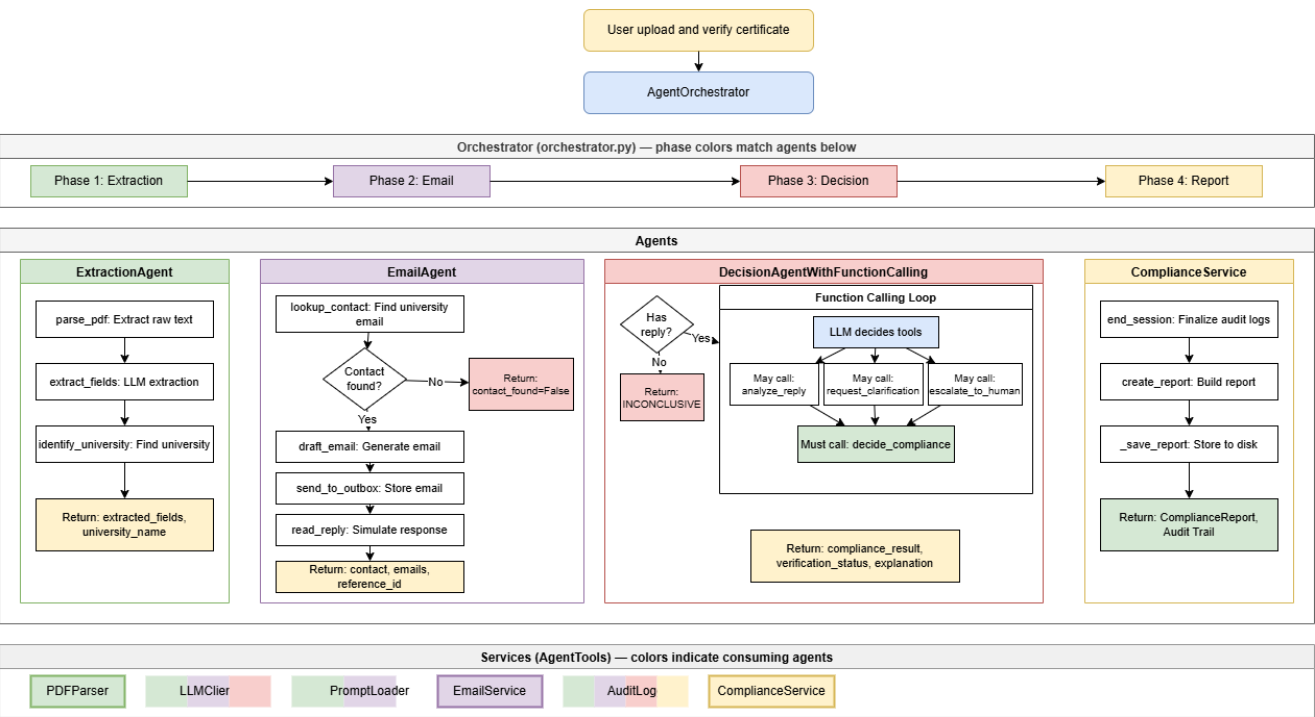 User upload and verify certificate
AgentOrchestrator
Orchestrator (orchestrator.py) — phase colors match agents below
Phase 1: Extraction
Phase 2: Email
Phase 3: Decision
Phase 4: Report
Agents
ExtractionAgent
parse_pdf: Extract raw text
extract_fields: LLM extraction
identify_university: Find university
Return: extracted_fields,
university_name
EmailAgent
lookup_contact: Find university
email
Contact
found?
No
Return:
contact_found=False
Yes
draft_email: Generate email
send_to_outbox: Store email
read_reply: Simulate response
Return: contact, emails,
reference_id
DecisionAgentWithFunctionCalling
Has
reply?
Yes
No
Return:
INCONCLUSIVE
Function Calling Loop
LLM decides tools
May call:
analyze_reply
May call:
request_clarification
May call:
escalate_to_human
Must call: decide_compliance
Return: compliance_result,
verification_status, explanation
ComplianceService
end_session: Finalize audit logs
create_report: Build report
_save_report: Store to disk
Return: ComplianceReport,
Audit Trail
Services (AgentTools) — colors indicate consuming agents
PDFParser
LLMClier
PromptLoader
EmailService
AuditLog
ComplianceService